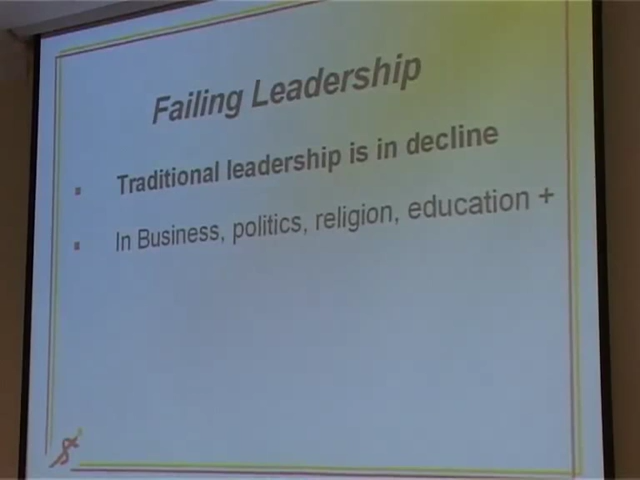 Failing Leadership
Traditional leadership is in decline
In Business, politics, religion, education +